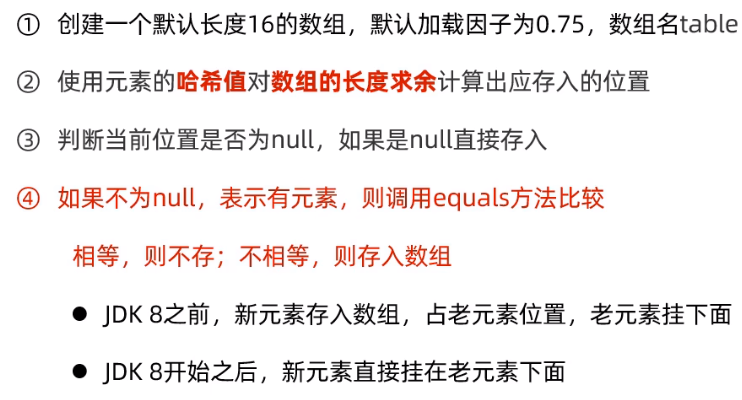 ① 创建一个默认长度16的数组，默认加载因子为0.75，数组名table
② 使用元素的哈希值对数组的长度求余计算出应存入的位置
③ 判断当前位置是否为null，如果是null直接存入
④ 如果不为null，表示有元素，则调用equals方法比较
相等，则不存；不相等，则存入数组
● JDK 8之前，新元素存入数组，占老元素位置，老元素挂下面
● JDK 8开始之后，新元素直接挂在老元素下面